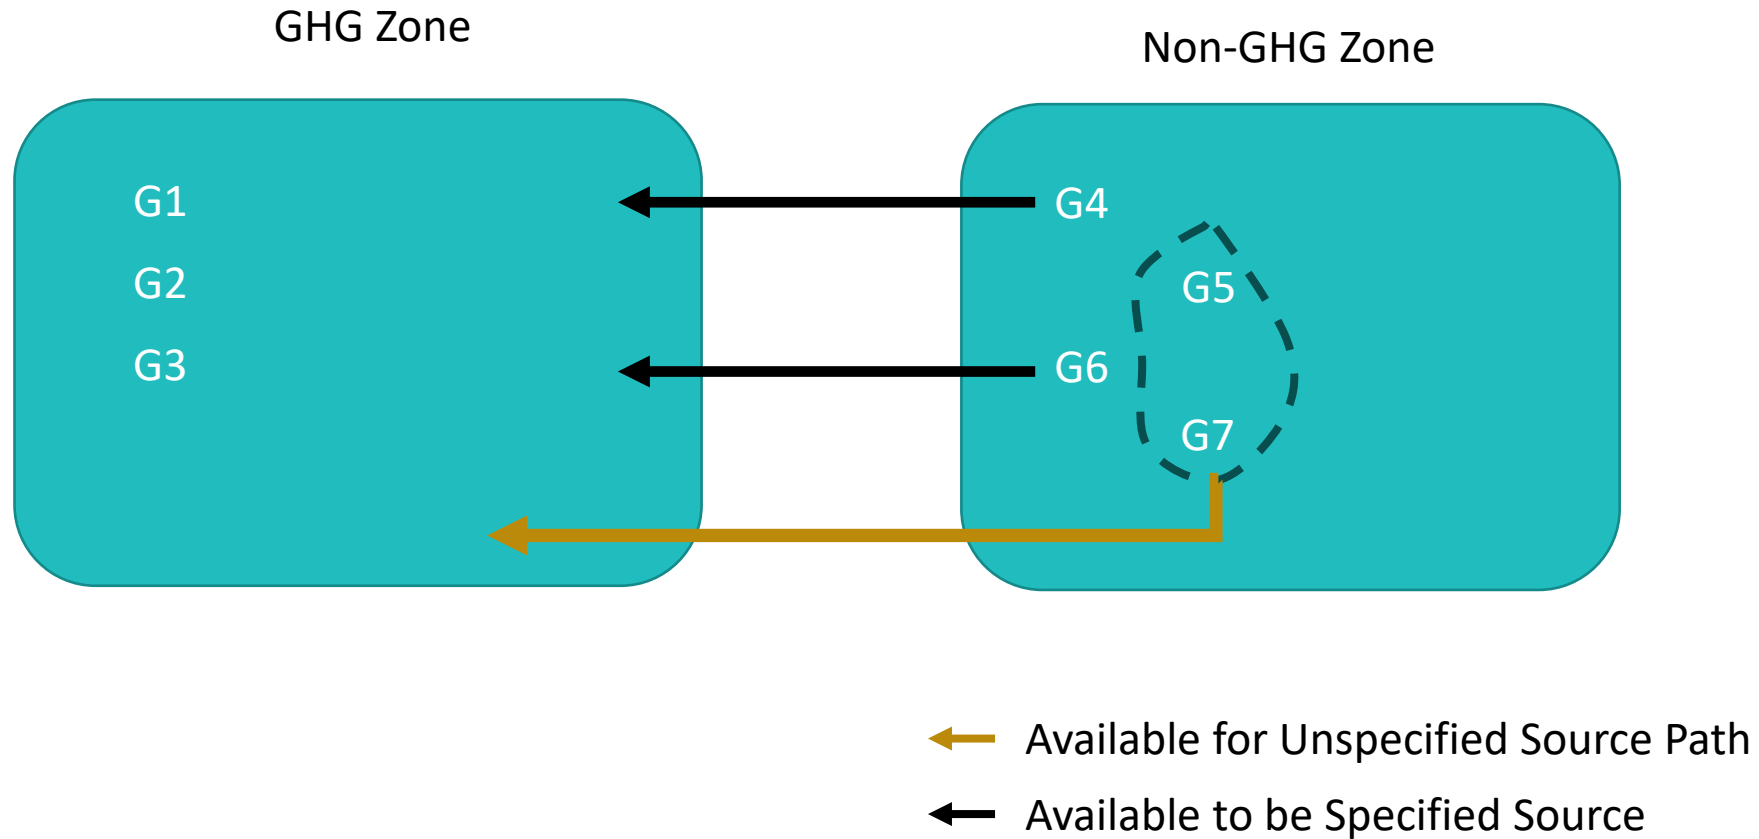 GHG Zone
Non-GHG Zone
G1
G2
G3
G4
G5
G6
G7
Available for Unspecified Source Path
Available to be Specified Source